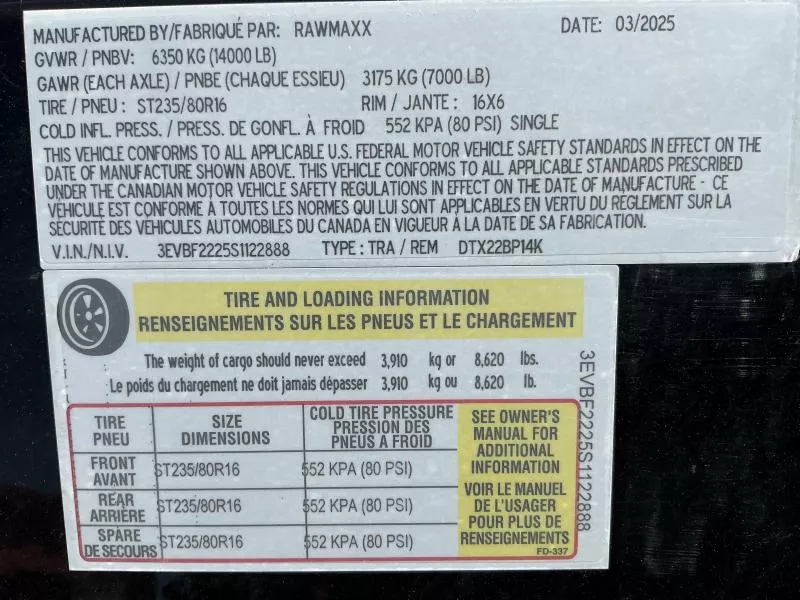 MANUFACTURED BY/FABRIQUÉ PAR: RAWMAXX DATE: 03/2025
GVWR / PNBV: 6350 KG (14000 LB)
GAWR (EACH AXLE) / PNBE (CHAQUE ESSIEU) 3175 KG (7000 LB)
TIRE / PNEU : ST235/80R16 RIM / JANTE : 16X6
COLD INFL. PRESS. / PRESS. DE GONFL. À FROID 552 KPA (80 PSI) SINGLE
THIS VEHICLE CONFORMS TO ALL APPLICABLE U.S. FEDERAL MOTOR VEHICLE SAFETY STANDARDS IN EFFECT ON THE
DATE OF MANUFACTURE SHOWN ABOVE. THIS VEHICLE CONFORMS TO ALL APPLICABLE STANDARDS PRESCRIBED
UNDER THE CANADIAN MOTOR VEHICLE SAFETY REGULATIONS IN EFFECT ON THE DATE OF MANUFACTURE - CE
VÉHICULE EST CONFORME À TOUTES LES NORMES QUI LUI SONT APPLICABLES EN VERTU DU RÈGLEMENT SUR LA
SÉCURITÉ DES VÉHICULES AUTOMOBILES DU CANADA EN VIGUEUR À LA DATE DE SA FABRICATION.
V.I.N./N.I.V. 3EVBF2225S1122888 TYPE : TRA / REM DTX22BP14K
TIRE AND LOADING INFORMATION
RENSEIGNEMENTS SUR LES PNEUS ET LE CHARGEMENT
The weight of cargo should never exceed 3,910 kg or 8,620 lbs.
Le poids du chargement ne doit jamais dépasser 3,910 kg ou 8,620 lb.
TIRE
PNEU
SIZE
DIMENSIONS
COLD TIRE PRESSURE
PRESSION DES
PNEUS A FROID
FRONT
AVANT
ST235/80R16
552 KPA (80 PSI)
REAR
ARRIÈRE
ST235/80R16
552 KPA (80 PSI)
SPARE
DE SECOURS
ST235/80R16
552 KPA (80 PSI)
SEE OWNER'S
MANUAL FOR
ADDITIONAL
INFORMATION
VOIR LE MANUEL
DE L'USAGER
POUR PLUS DE
RENSEIGNEMENTS
FD-337
3EVBF2225S1122888